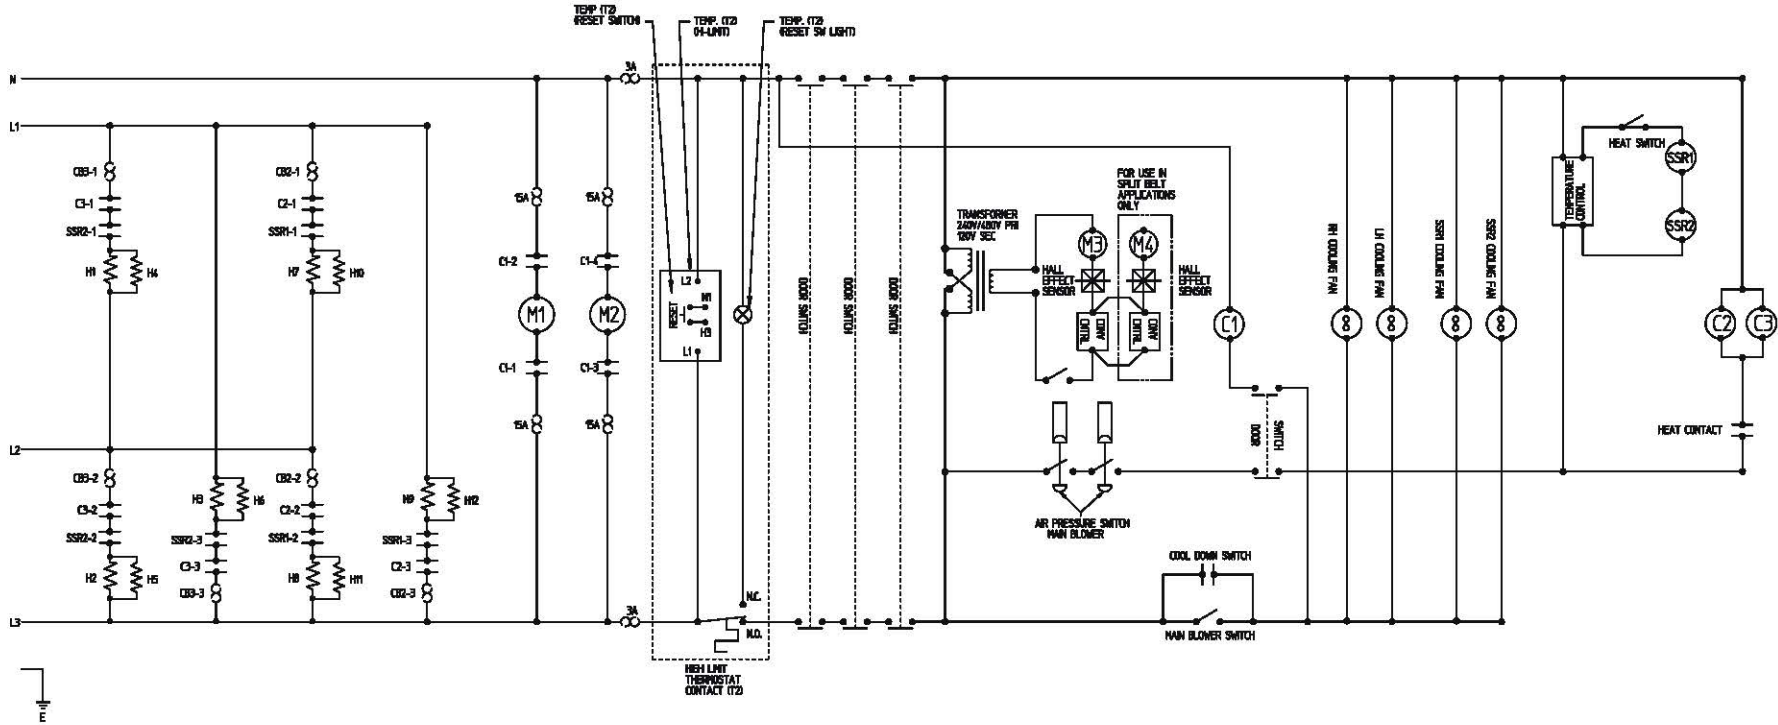 TEMP (T2)
(RESET SWITCH)
TEMP. (T2)
(H-LIMIT)
TEMP. (T2)
(RESET SW LIGHT)
N
3A
L1
CB3-1
C3-1
SSR2-1
H1
H4
CB2-1
C2-1
SSR1-1
H7
H10
15A
15A
C1-2
C1-4
M1
M2
C1-1
C1-3
15A
15A
L2
RESET
N1
H3
L1
DOOR SWITCH
DOOR SWITCH
DOOR SWITCH
TRANSFORMER
240V/480V PRI
120V SEC
FOR USE IN
SPLIT BELT
APPLICATIONS
ONLY
M3
M4
HALL
EFFECT
SENSOR
HALL
EFFECT
SENSOR
CONV
CNTRL
CONV
CNTRL
C1
RH COOLING FAN
LH COOLING FAN
SSR1 COOLING FAN
SSR2 COOLING FAN
HEAT SWITCH
TEMPERATURE
CONTROL
SSR1
SSR2
C2
C3
HEAT CONTACT
SWITCH
DOOR
L2
CB3-2
C3-2
SSR2-2
H2
H5
H3
H6
SSR2-3
C3-3
CB3-3
CB2-2
C2-2
SSR1-2
H8
H11
H9
H12
SSR1-3
C2-3
CB2-3
AIR PRESSURE SWITCH
MAIN BLOWER
COOL DOWN SWITCH
MAIN BLOWER SWITCH
L3
3A
N.C.
N.O.
HIGH LIMIT
THERMOSTAT
CONTACT (T2)
E